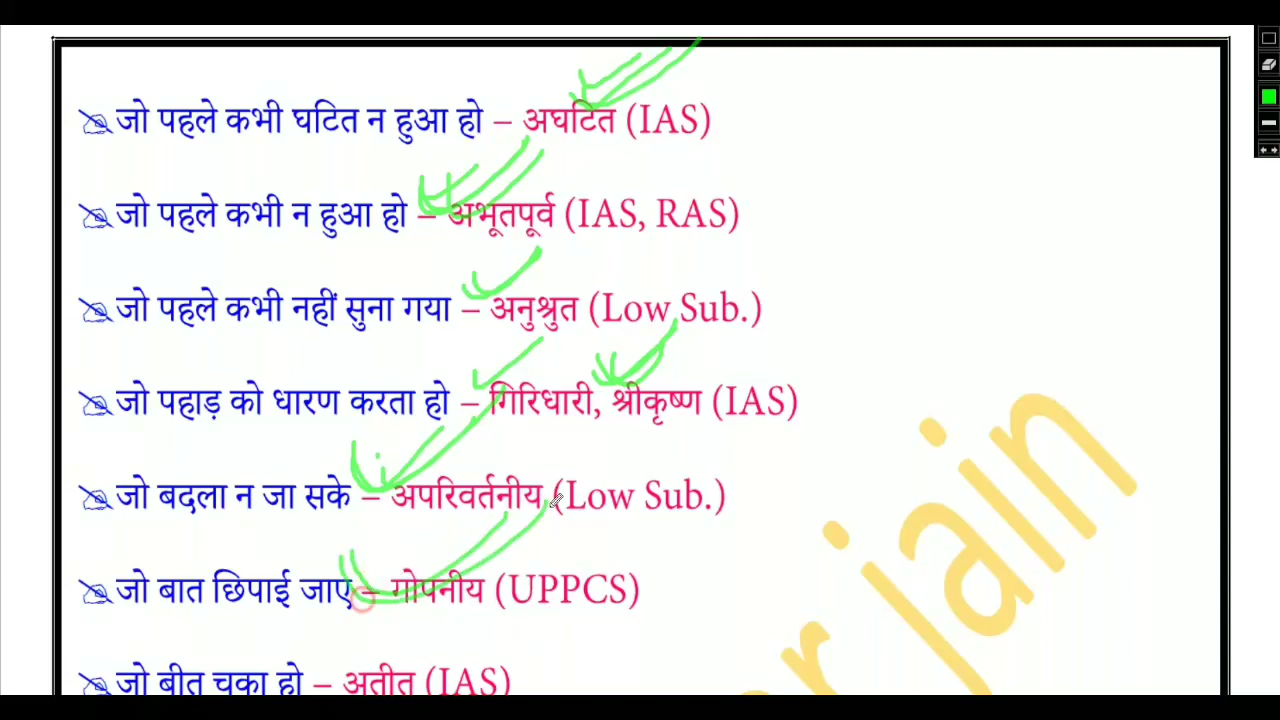 जो पहले कभी घटित न हुआ हो – अघटित (IAS)
जो पहले कभी न हुआ हो – अभूतपूर्व (IAS, RAS)
जो पहले कभी नहीं सुना गया – अनुश्रुत (Low Sub.)
जो पहाड़ को धारण करता हो – गिरिधारी, श्रीकृष्ण (IAS)
जो बदला न जा सके – अपरिवर्तनीय (Low Sub.)
जो बात छिपाई जाए – गोपनीय (UPPCS)
जो बीत चुका हो – अतीत (IAS)
jain